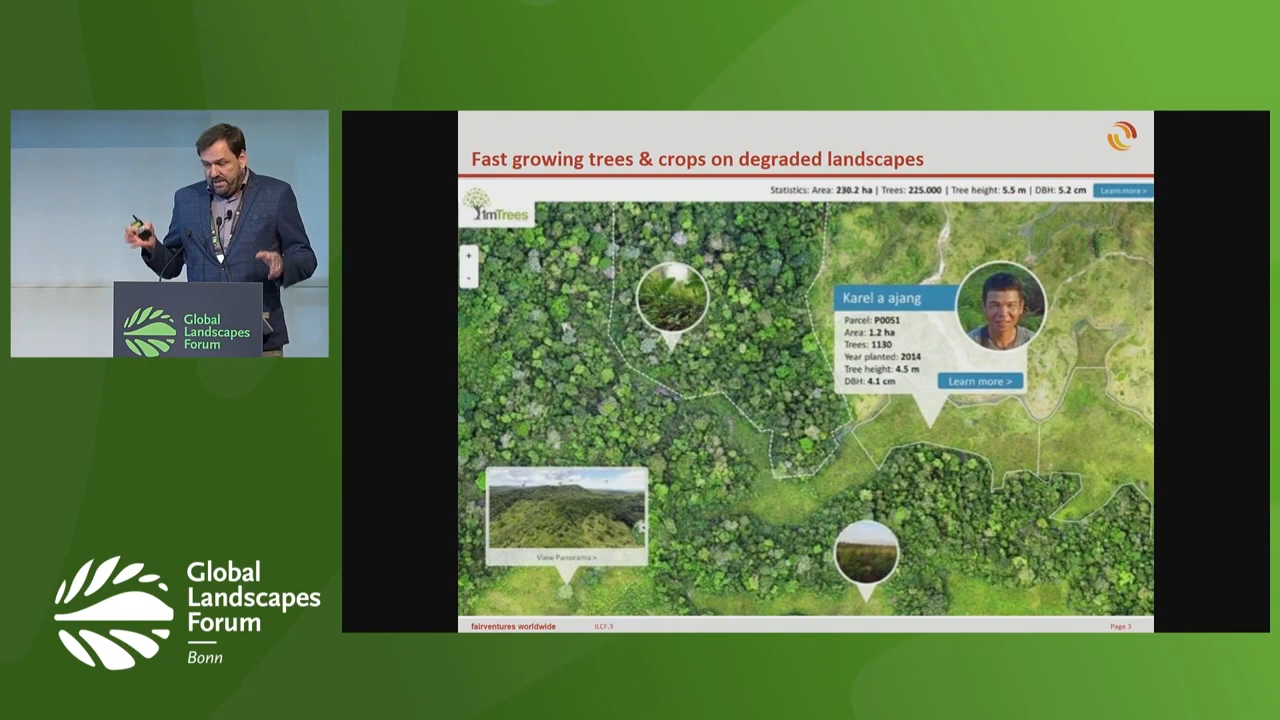 Fast growing trees & crops on degraded landscapes
Statistics: Area: 230.2 ha | Trees: 225.000 | Tree height: 5.5 m | DBH: 5.2 cm
Learn more >
1mTrees
+
-
Karel a ajang
Parcel: P0051
Area: 1.2 ha
Trees: 1130
Year planted: 2014
Tree height: 4.5 m
DBH: 4.1 cm
Learn more >
View Panorama >
fairventures worldwide
ILCF.3
Page 3
Global
Landscapes
Forum
Global
Landscapes
Forum
Bonn